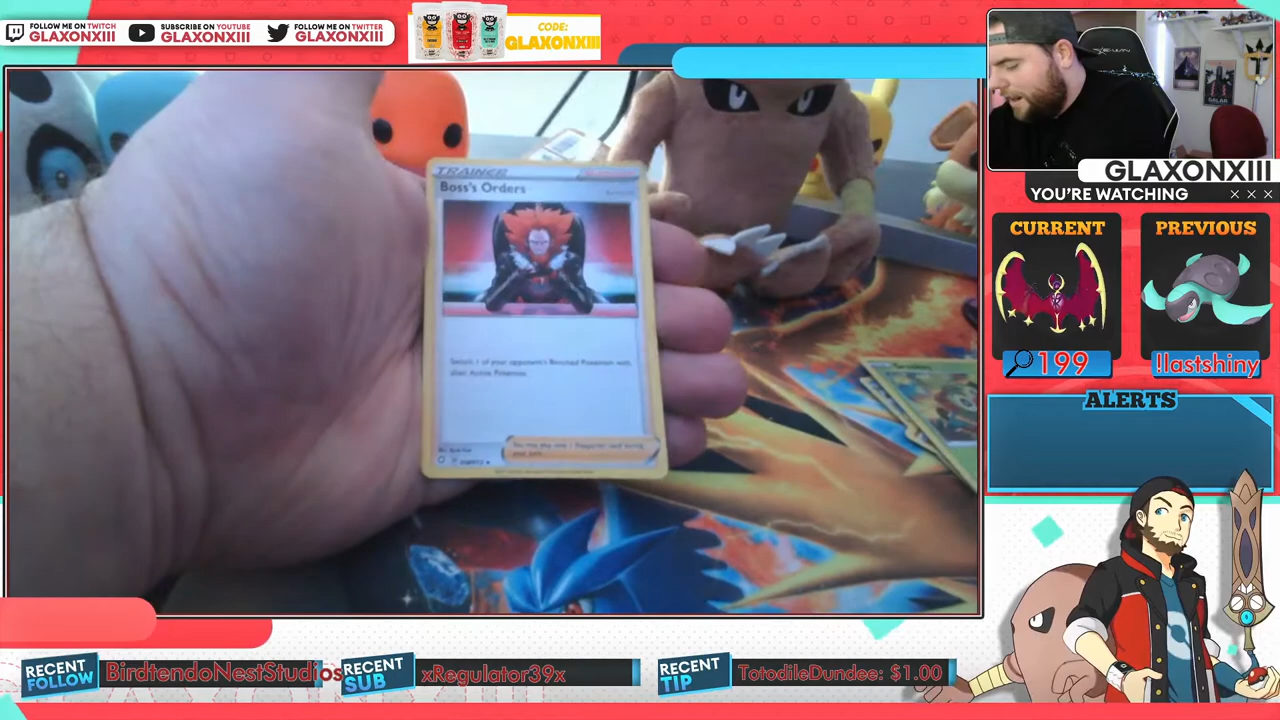 FOLLOW ME ON TWITCH
GLAXONXIII
SUBSCRIBE ON YOUTUBE
GLAXONXIII
FOLLOW ME ON TWITTER
GLAXONXIII
CODE:
GLAXONXIII
TRAINER
Boss's Orders
GLAXONXIII
YOU'RE WATCHING
CURRENT
PREVIOUS
199
!lastshiny
ALERTS
RECENT
FOLLOW
BirdtendoNestStudios
RECENT
SUB
xRegulator39x
RECENT
TIP
TotodileDundee: $1.00